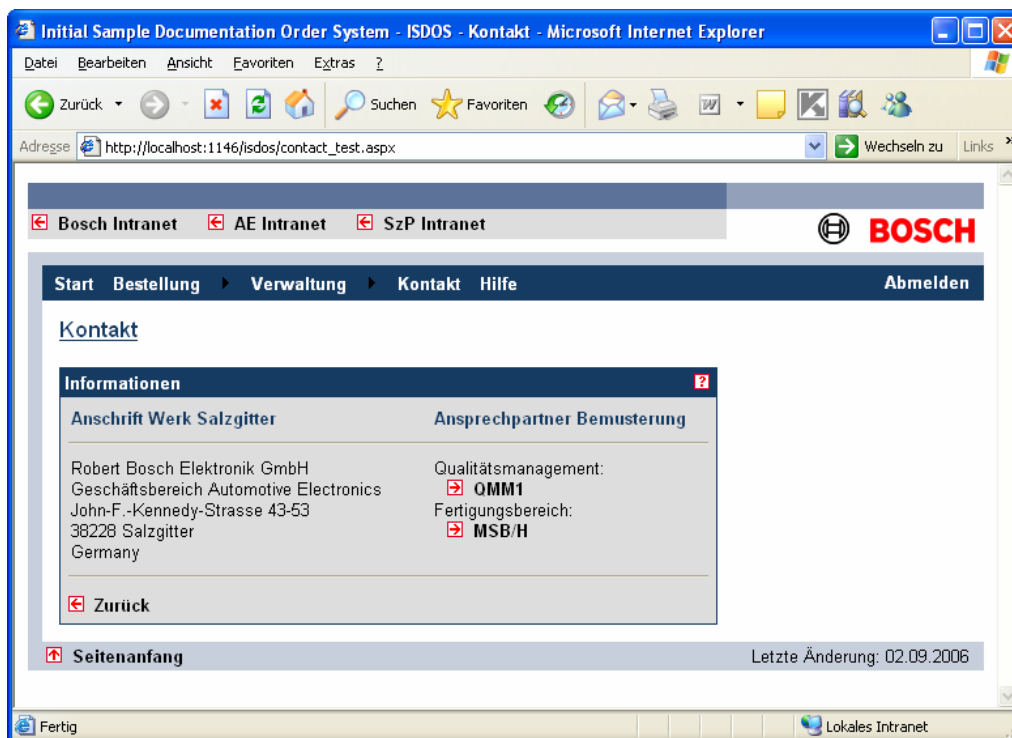 Initial Sample Documentation Order System - ISDOS - Kontakt - Microsoft Internet Explorer
Datei Bearbeiten Ansicht Favoriten Extras ?
Zurück Suchen Favoriten
Adresse http://localhost:1146/isdos/contact_test.aspx Wechseln zu Links »
Bosch Intranet AE Intranet SzP Intranet
BOSCH
Start Bestellung Verwaltung Kontakt Hilfe Abmelden
Kontakt
Informationen ?
Anschrift Werk Salzgitter Ansprechpartner Bemusterung
Robert Bosch Elektronik GmbH Qualitätsmanagement:
Geschäftsbereich Automotive Electronics QMM1
John-F.-Kennedy-Strasse 43-53 Fertigungsbereich:
38228 Salzgitter MSB/H
Germany
Zurück
Seitenanfang Letzte Änderung: 02.09.2006
Fertig Lokales Intranet